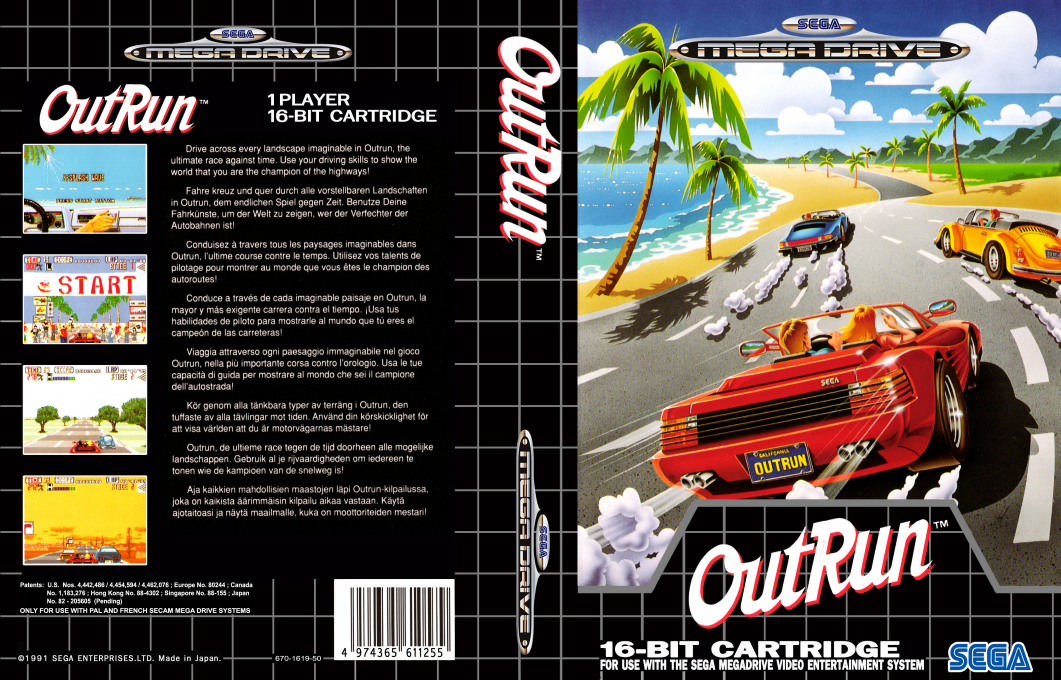 SEGA
MEGA DRIVE
OutRun™
1 PLAYER
16-BIT CARTRIDGE
Drive across every landscape imaginable in Outrun, the
ultimate race against time. Use your driving skills to show the
world that you are the champion of the highways!
Fahre kreuz und quer durch alle vorstellbaren Landschaften
in Outrun, dem endlichen Spiel gegen Zeit. Benutze Deine
Fahrkünste, um der Welt zu zeigen, wer der Verfechter der
Autobahnen ist!
Conduisez à travers tous les paysages imaginables dans
Outrun, l'ultime course contre le temps. Utilisez vos talents de
pilotage pour montrer au monde que vous êtes le champion des
autoroutes!
Conduce a través de cada imaginable paisaje en Outrun, la
mayor y más exigente carrera contra el tiempo. ¡Usa tus
habilidades de piloto para mostrarle al mundo que tú eres el
campeón de las carreteras!
Viaggia attraverso ogni paesaggio immaginabile nel gioco
Outrun, nella più importante corsa contro l'orologio. Usa le tue
capacità di guida per mostrare al mondo che sei il campione
dell'autostrada!
Kör genom alla tänkbara typer av terräng i Outrun, den
tuffaste av alla tävlingar mot tiden. Använd din körskicklighet för
att visa världen att du är motorvägarnas mästare!
Outrun, de ultieme race tegen de tijd doorheen alle mogelijke
landschappen. Gebruik al je rijvaardigheden om iedereen te
tonen wie de kampioen van de snelweg is!
Aja kaikkien mahdollisien maastojen läpi Outrun-kilpailussa,
joka on kaikista äärimmäisin kilpailu aikaa vastaan. Käytä
ajotaitoasi ja näytä maailmalle, kuka on moottoriteiden mestari!
SPLASH WAVE
PRESS START BUTTON
START
Patents: U.S. Nos. 4,442,486 / 4,454,594 / 4,462,076 ; Europe No. 80244 ; Canada
No. 1,183,276 ; Hong Kong No. 88-4302 ; Singapore No. 88-155 ; Japan
No. 82 - 205605 (Pending)
ONLY FOR USE WITH PAL AND FRENCH SECAM MEGA DRIVE SYSTEMS
©1991 SEGA ENTERPRISES.LTD. Made in Japan.
670-1619-50
4 974365 611255
OutRun™
SEGA
MEGA DRIVE
SEGA
MEGA DRIVE
SEGA
CALIFORNIA
OUTRUN
OutRun™
16-BIT CARTRIDGE
FOR USE WITH THE SEGA MEGADRIVE VIDEO ENTERTAINMENT SYSTEM
SEGA